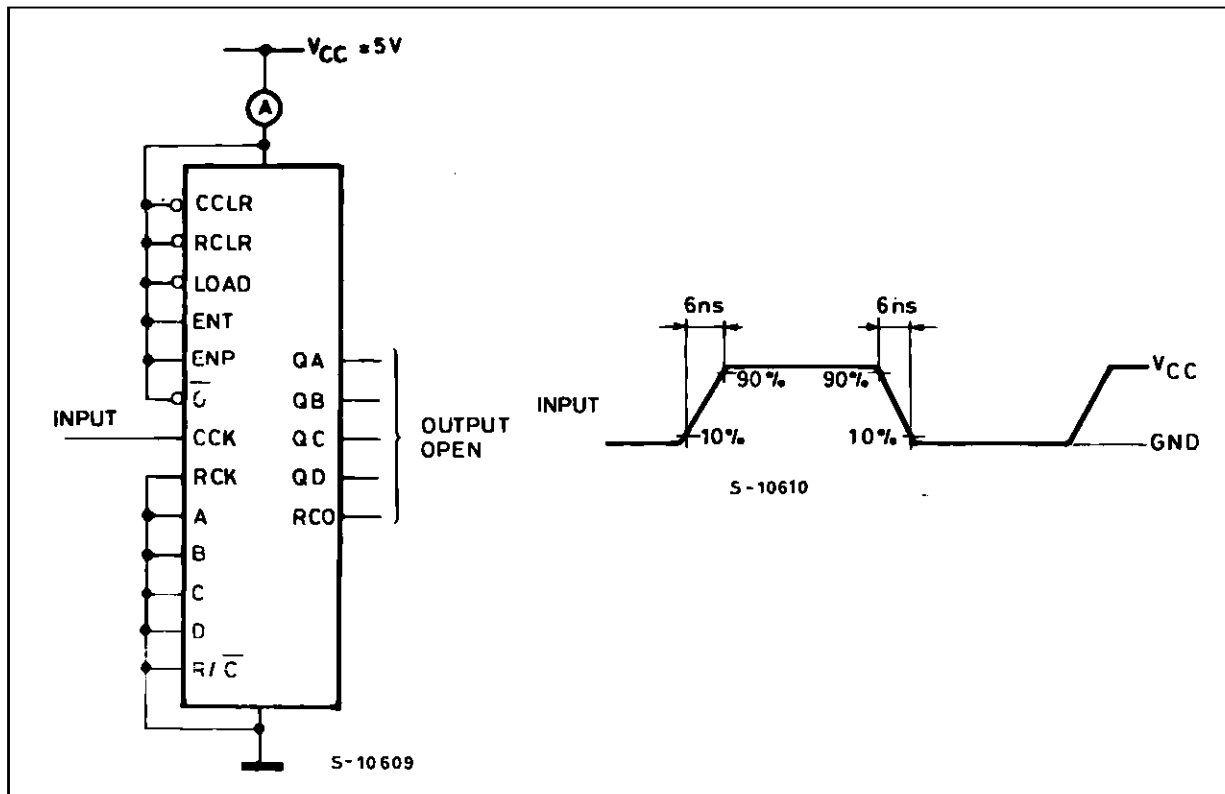 VCC = 5V
A
CCLR
RCLR
LOAD
ENT
ENP
G
CCK
RCK
A
B
C
D
R/C
INPUT
QA
QB
QC
QD
RCO
OUTPUT
OPEN
S-10609
6ns
6ns
90%
90%
VCC
INPUT
10%
10%
GND
S-10610